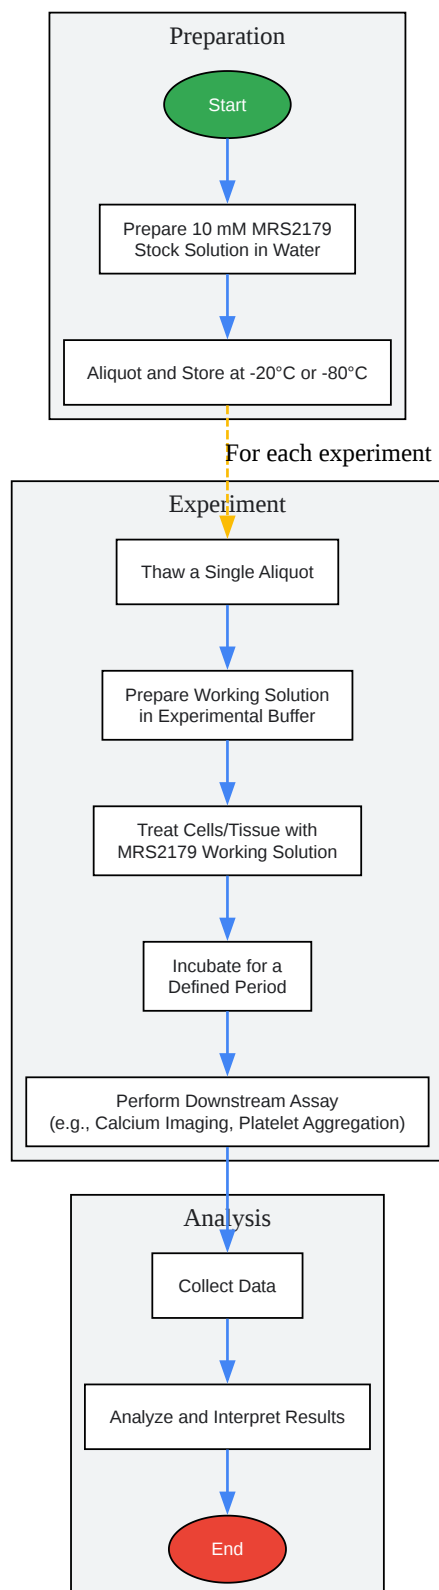 Preparation
Start
Prepare 10 mM MRS2179
Stock Solution in Water
Aliquot and Store at -20°C or -80°C
For each experiment
Experiment
Thaw a Single Aliquot
Prepare Working Solution
in Experimental Buffer
Treat Cells/Tissue with
MRS2179 Working Solution
Incubate for a
Defined Period
Perform Downstream Assay
(e.g., Calcium Imaging, Platelet Aggregation)
Analysis
Collect Data
Analyze and Interpret Results
End